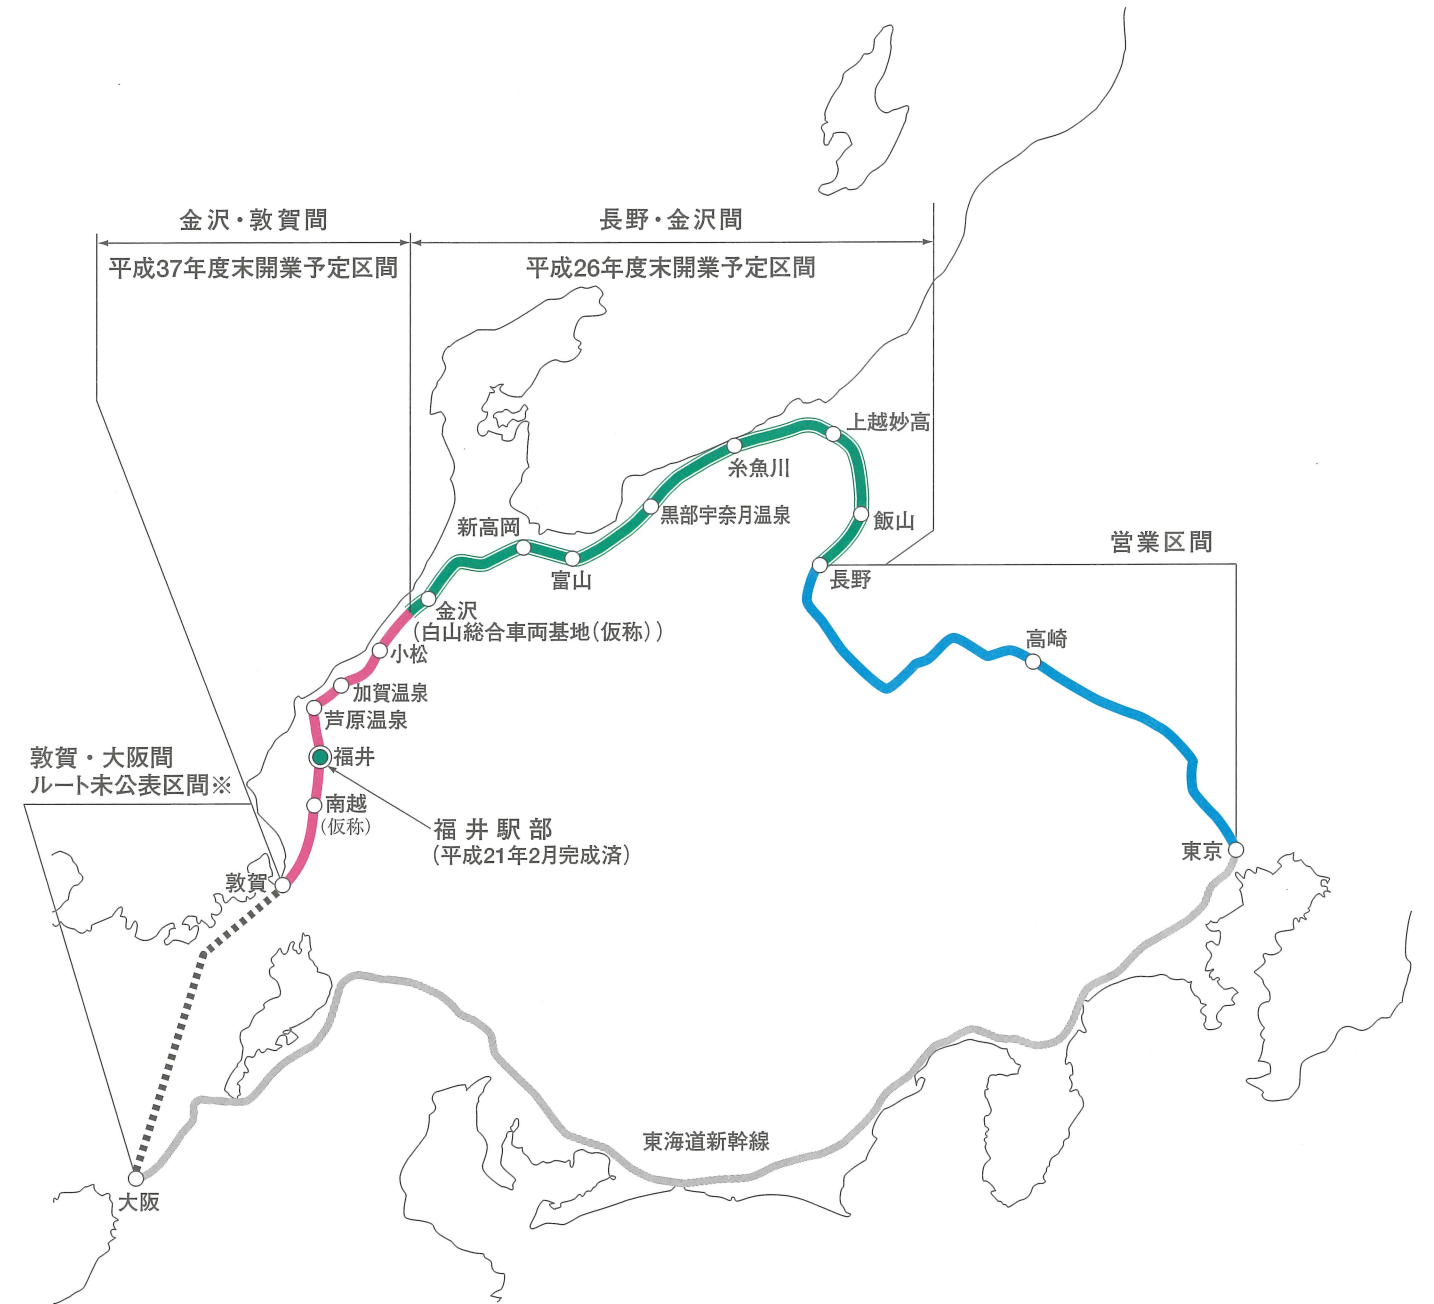 金沢・敦賀間
長野・金沢間
平成37年度末開業予定区間
平成26年度末開業予定区間
上越妙高
糸魚川
黒部宇奈月温泉
飯山
新高岡
営業区間
富山
長野
金沢
(白山総合車両基地(仮称))
高崎
小松
加賀温泉
芦原温泉
敦賀・大阪間
ルート未公表区間※
福井
南越
(仮称)
福井駅部
(平成21年2月完成済)
東京
敦賀
東海道新幹線
大阪